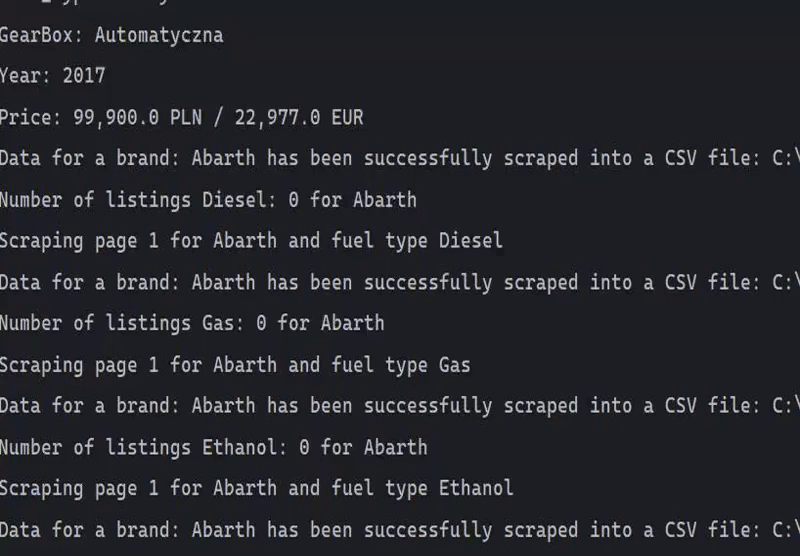 GearBox: Automatyczna
Year: 2017
Price: 99,900.0 PLN / 22,977.0 EUR
Data for a brand: Abarth has been successfully scraped into a CSV file: C:\
Number of listings Diesel: 0 for Abarth
Scraping page 1 for Abarth and fuel type Diesel
Data for a brand: Abarth has been successfully scraped into a CSV file: C:\
Number of listings Gas: 0 for Abarth
Scraping page 1 for Abarth and fuel type Gas
Data for a brand: Abarth has been successfully scraped into a CSV file: C:\
Number of listings Ethanol: 0 for Abarth
Scraping page 1 for Abarth and fuel type Ethanol
Data for a brand: Abarth has been successfully scraped into a CSV file: C:\